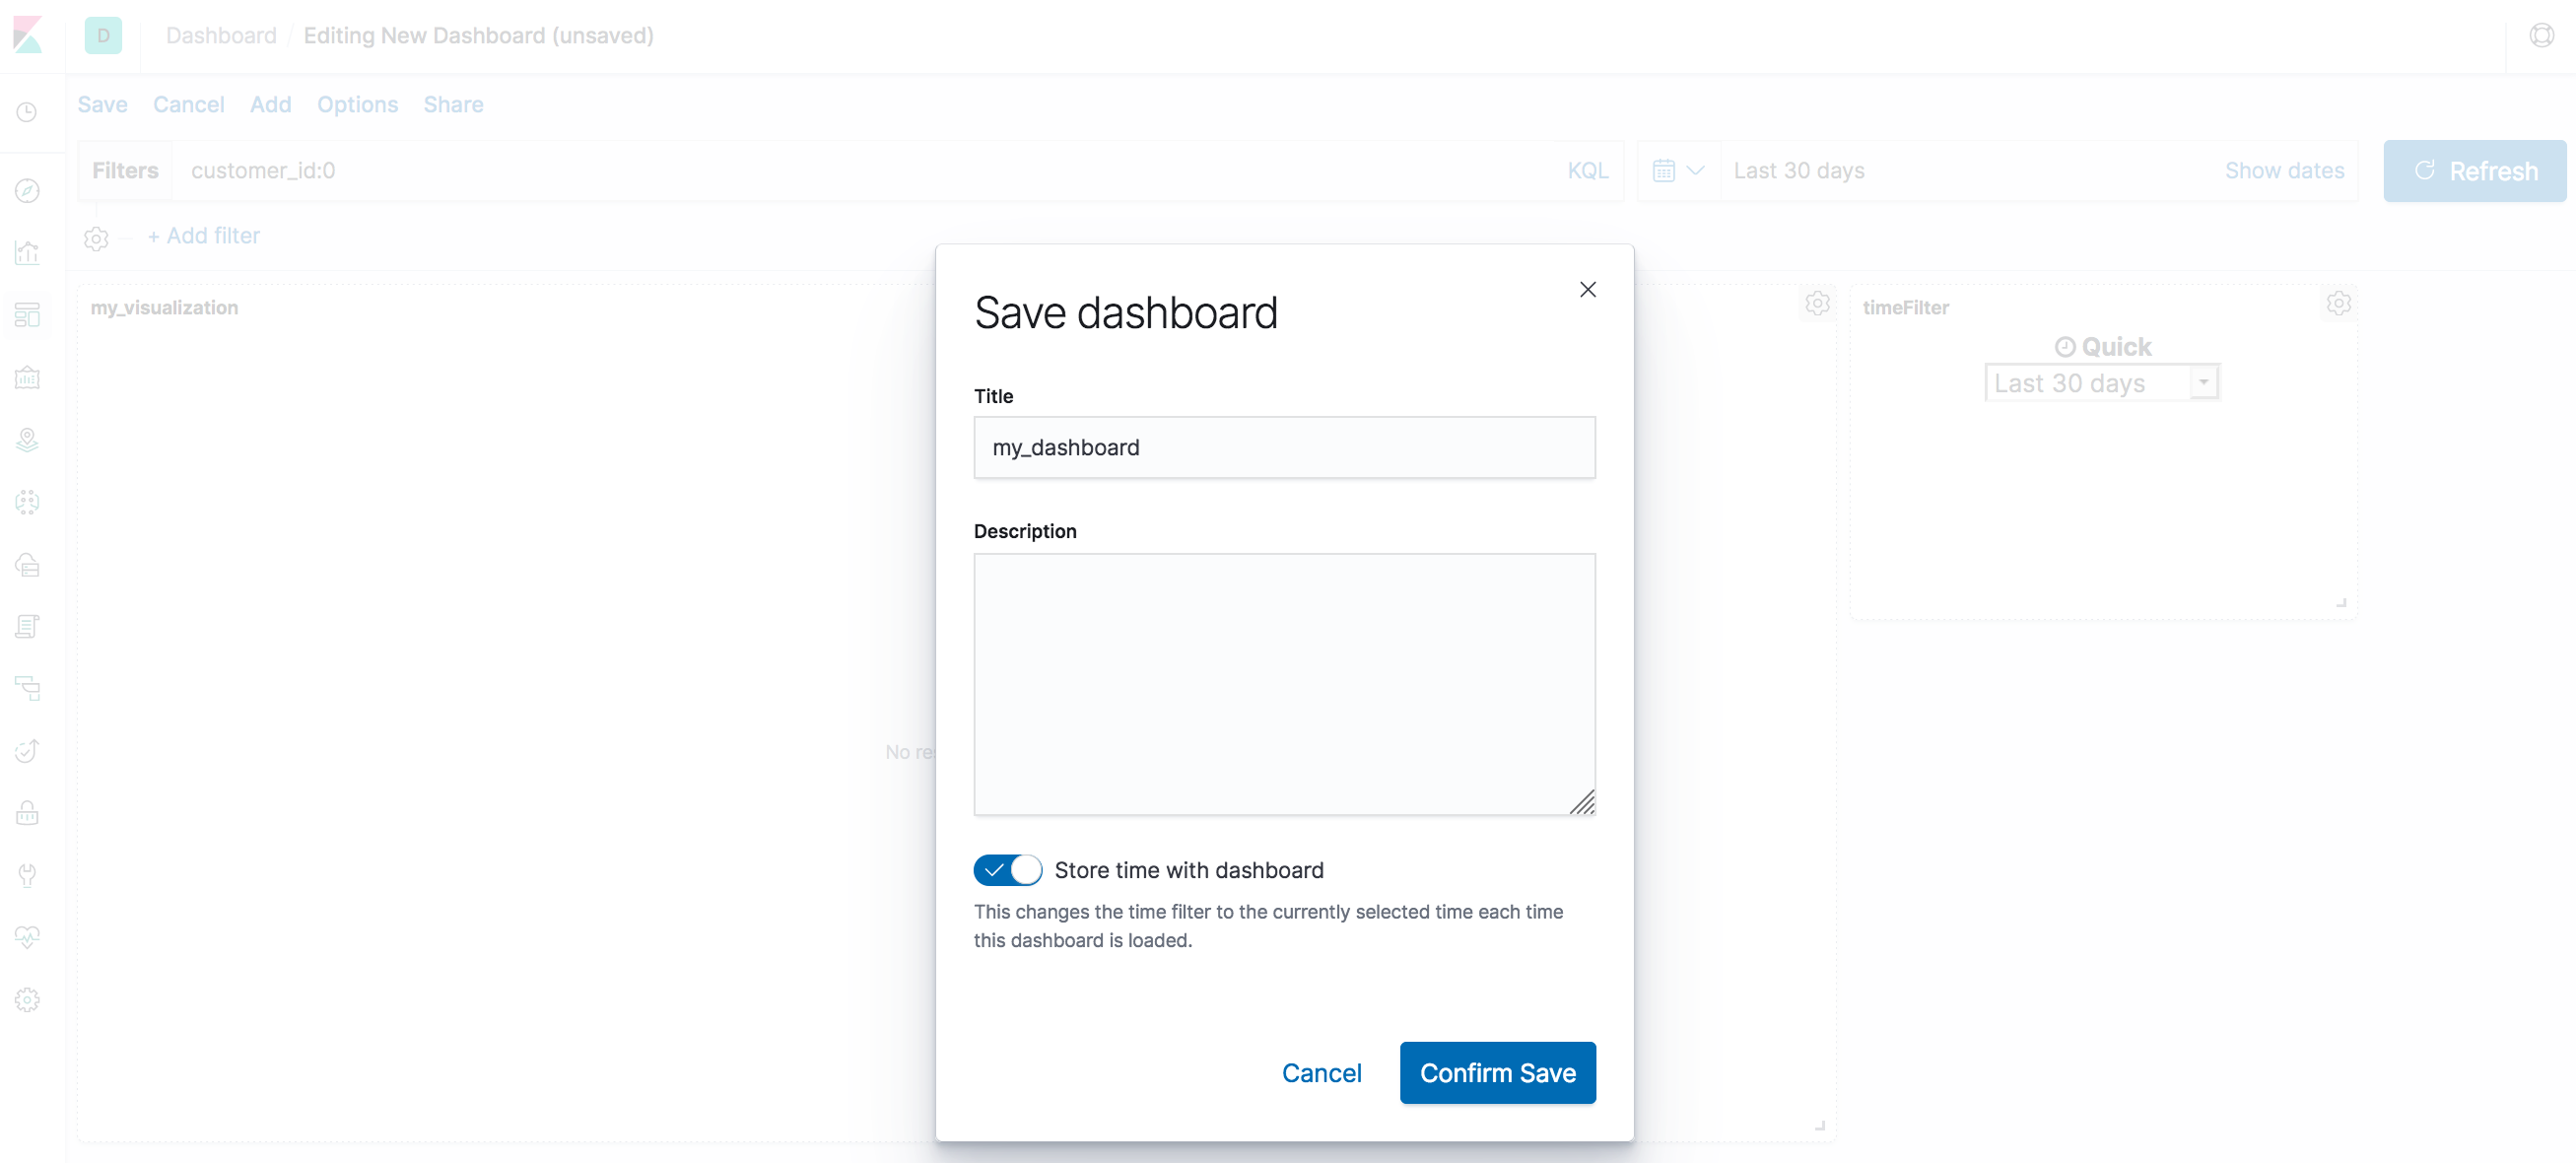 D Dashboard / Editing New Dashboard (unsaved)
Save Cancel Add Options Share
Filters customer_id:0 KQL Last 30 days Show dates Refresh
+ Add filter
my_visualization
timeFilter
Quick
Last 30 days
No
Save dashboard
Title
my_dashboard
Description
Store time with dashboard
This changes the time filter to the currently selected time each time
this dashboard is loaded.
Cancel Confirm Save